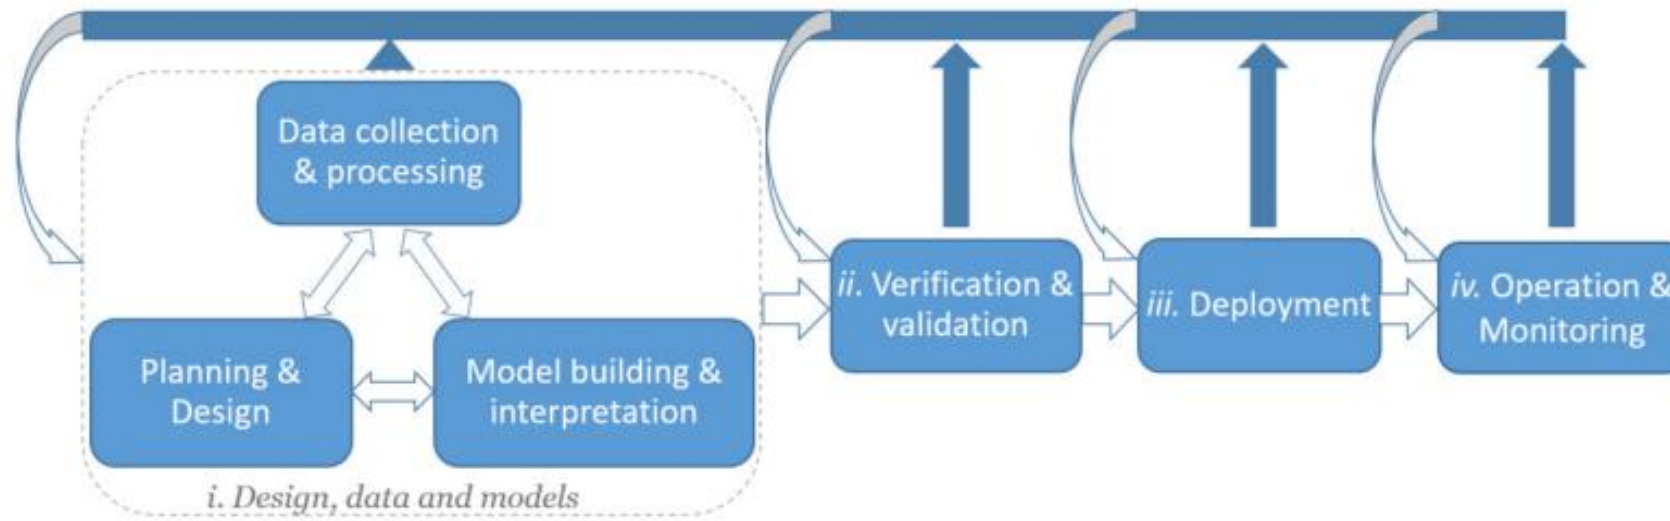 Data collection
& processing
Planning &
Design
Model building &
interpretation
i. Design, data and models
ii. Verification &
validation
iii. Deployment
iv. Operation &
Monitoring